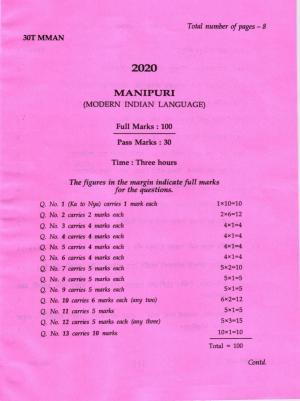 Total number of pages – 8
30T MMAN
2020
MANIPURI
(MODERN INDIAN LANGUAGE)
Full Marks : 100
Pass Marks : 30
Time : Three hours
The figures in the margin indicate full marks
for the questions.
Q. No. 1 (Ka to Nya) carries 1 mark each 1×10=10
Q. No. 2 carries 2 marks each 2×6=12
Q. No. 3 carries 4 marks each 4×1=4
Q. No. 4 carries 4 marks each 4×1=4
Q. No. 5 carries 4 marks each 4×1=4
Q. No. 6 carries 4 marks each 4×1=4
Q. No. 7 carries 5 marks each 5×2=10
Q. No. 8 carries 5 marks each 5×1=5
Q. No. 9 carries 5 marks each 5×1=5
Q. No. 10 carries 6 marks each (any two) 6×2=12
Q. No. 11 carries 5 marks 5×1=5
Q. No. 12 carries 5 marks each (any three) 5×3=15
Q. No. 13 carries 10 marks 10×1=10
Total = 100
Contd.